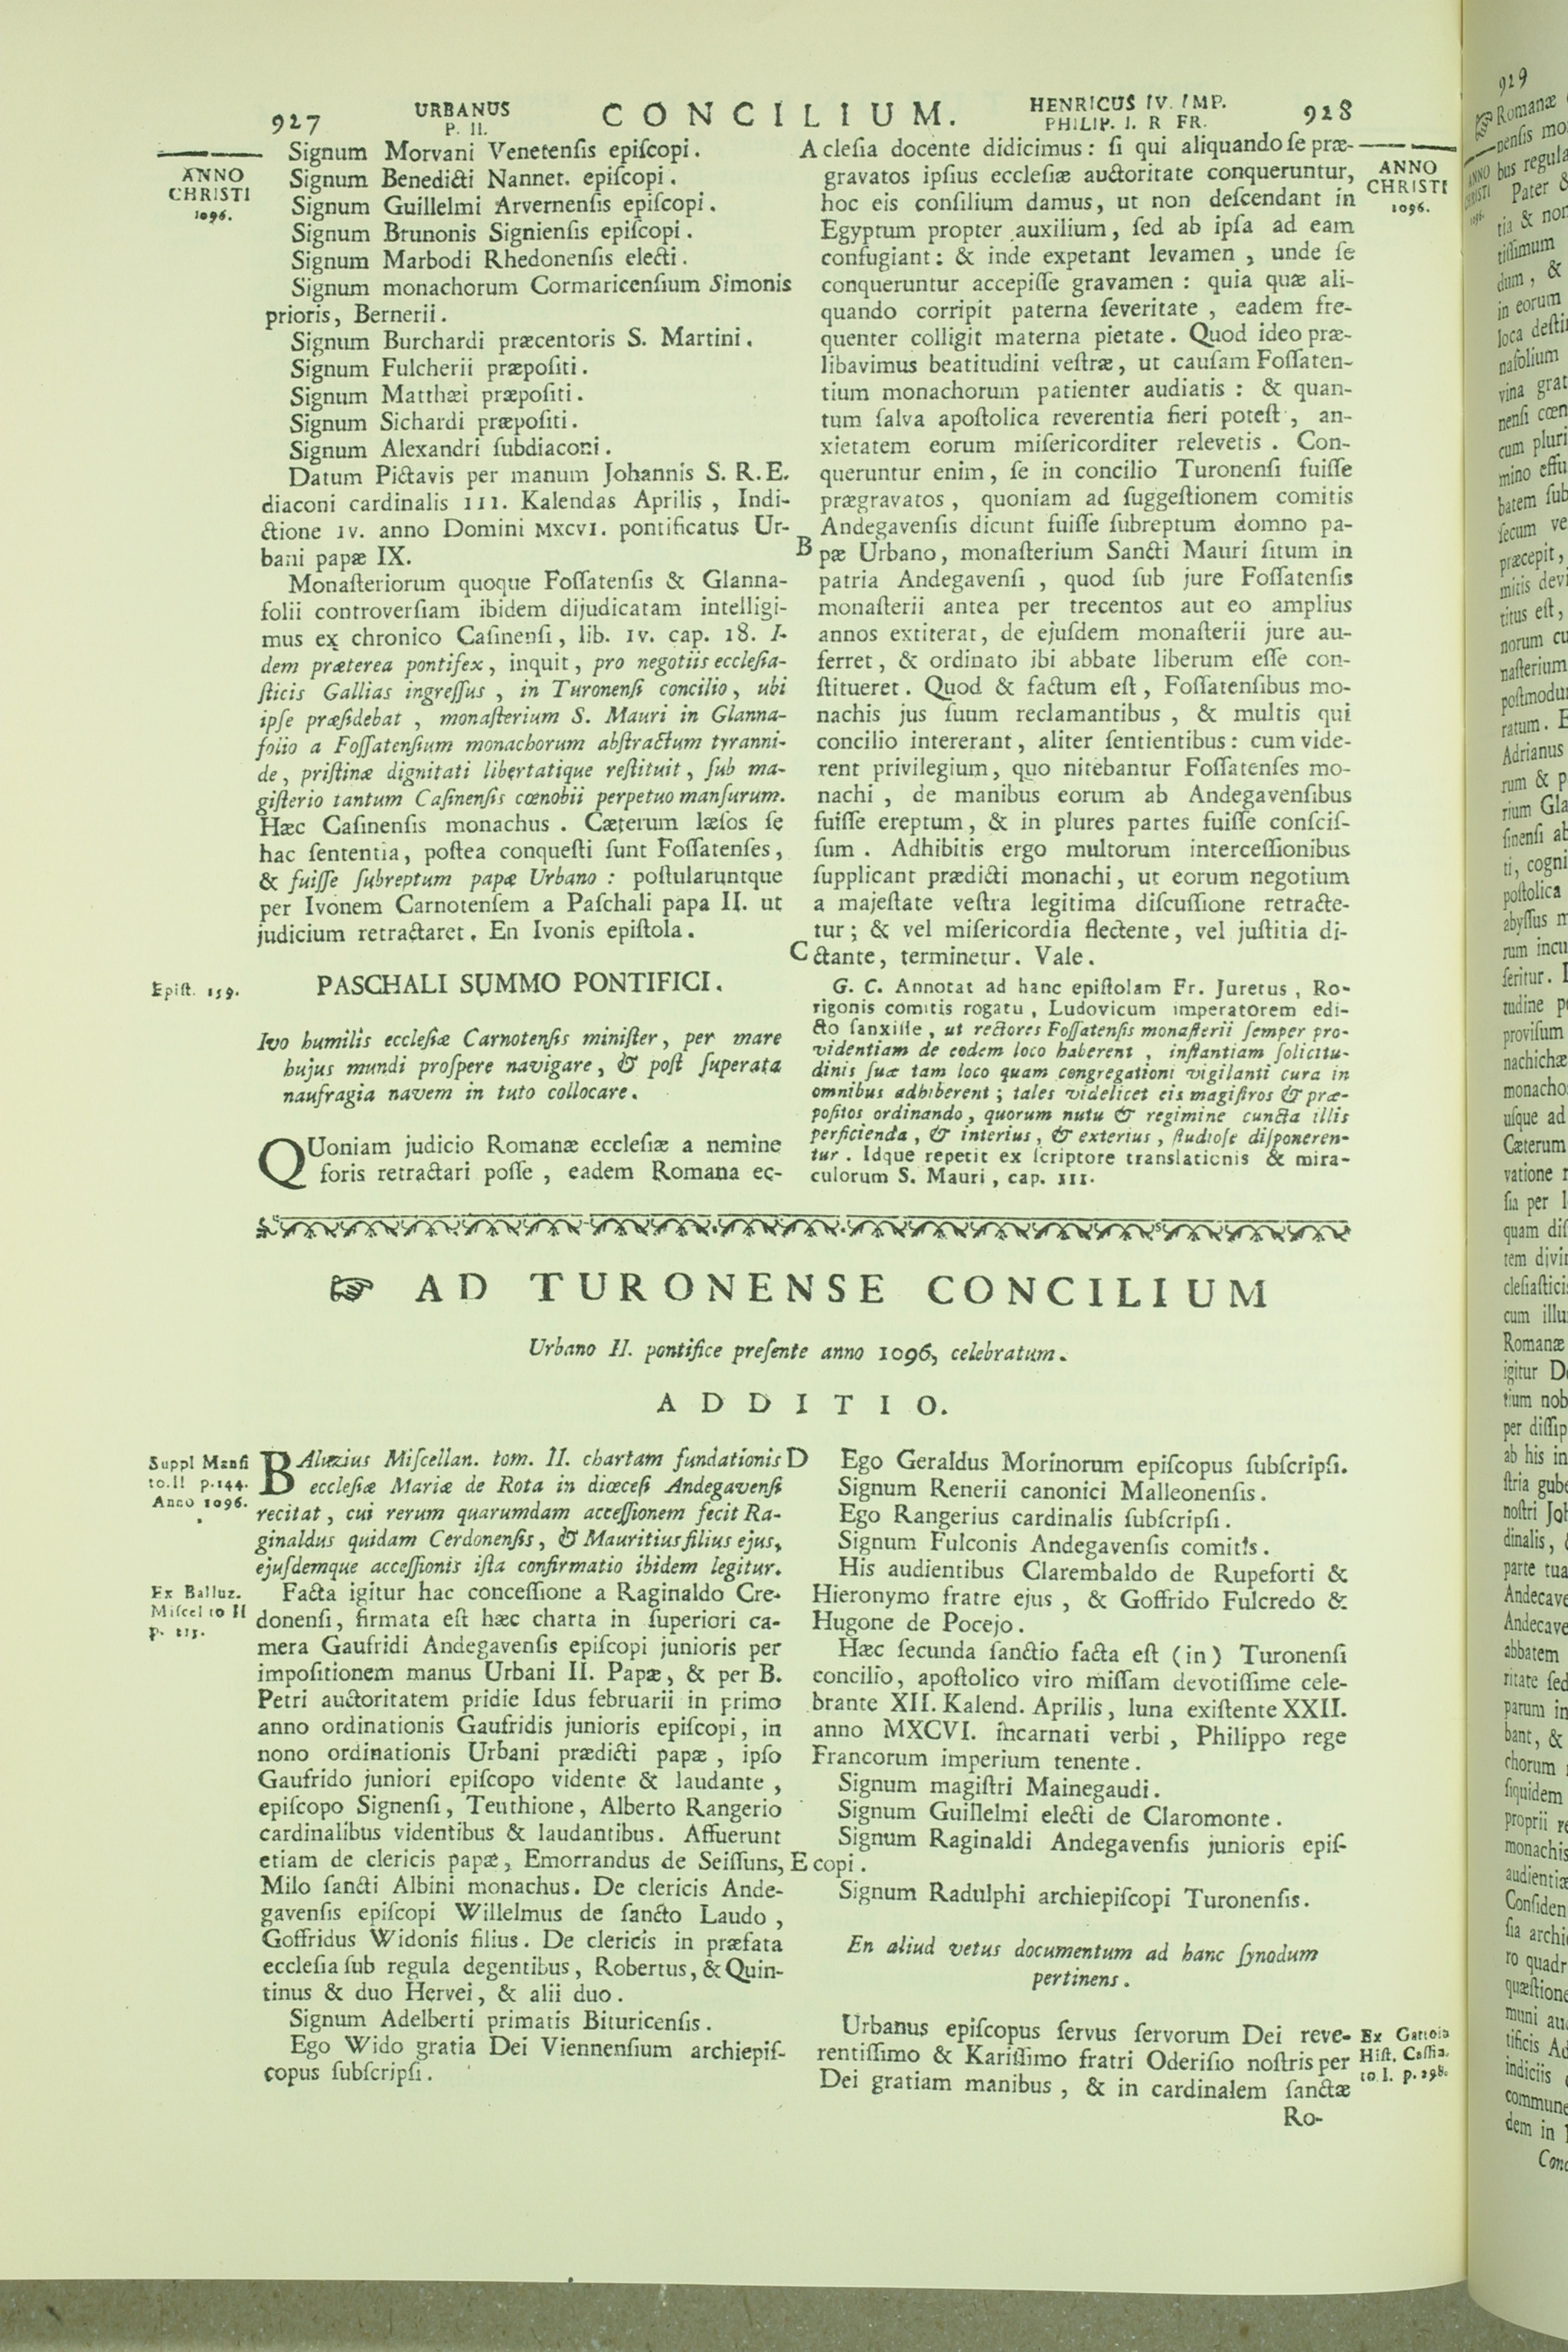 927
URBANUS
P. II.
CONCILIUM.
HENRICUS IV. IMP.
PHILIP. I. R FR.
928
ANNO
CHRISTI
1096.
Signum Morvani Venetenſis epiſcopi.
Signum Benedicti Nannet. epiſcopi.
Signum Guillelmi Arvernenſis epiſcopi.
Signum Brunonis Signienſis epiſcopi.
Signum Marbodi Rhedonenſis electi.
Signum monachorum Cormaricenſium Simonis
prioris, Bernerii.
Signum Burchardi præcentoris S. Martini.
Signum Fulcherii præpoſiti.
Signum Matthæi præpoſiti.
Signum Sichardi præpoſiti.
Signum Alexandri ſubdiaconi.
Datum Pictavis per manum Johannis S. R. E.
diaconi cardinalis III. Kalendas Aprilis, Indi-
ctione IV. anno Domini MXCVI. pontificatus Ur-
bani papæ IX.
Monaſteriorum quoque Foſſatenſis & Glanna-
folii controverſiam ibidem dijudicatam intelligi-
mus ex chronico Caſinenſi, lib. IV. cap. 18. I-
dem præterea pontifex, inquit, pro negotiis eccleſia-
ſticis Gallias ingreſſus, in Turonenſi concilio, ubi
ipſe præſidebat, monaſterium S. Mauri in Glanna-
folio a Foſſatenſium monachorum abſtractum tyranni-
de, priſtinæ dignitati libertatique reſtituit, ſub ma-
giſterio tantum Caſinenſis cœnobii perpetuo manſurum.
Hæc Caſinenſis monachus. Cæterum læſos ſe
hac ſententia, poſtea conqueſti ſunt Foſſatenſes,
& fuiſſe ſubreptum papæ Urbano: poſtularuntque
per Ivonem Carnotenſem a Paſchali papa II. ut
judicium retractaret. En Ivonis epiſtola.
Epiſt. 159.
PASCHALI SUMMO PONTIFICI.
Ivo humilis eccleſiæ Carnotenſis miniſter, per mare
hujus mundi proſpere navigare, & poſt ſuperata
naufragia navem in tuto collocare.
QUoniam judicio Romanæ eccleſiæ a nemine
foris retractari poſſe, eadem Romana ec-
A cleſia docente didicimus: ſi qui aliquando ſe præ-
gravatos ipſius eccleſiæ auctoritate conqueruntur,
hoc eis conſilium damus, ut non deſcendant in
Egyptum propter auxilium, ſed ab ipſa ad eam
confugiant: & inde expetant levamen, unde ſe
conqueruntur accepiſſe gravamen: quia quæ ali-
quando corripit paterna ſeveritate, eadem fre-
quenter colligit materna pietate. Quod ideo præ-
libavimus beatitudini veſtræ, ut cauſam Foſſaten-
tium monachorum patienter audiatis: & quan-
tum ſalva apoſtolica reverentia fieri poteſt, an-
xietatem eorum miſericorditer relevetis. Con-
queruntur enim, ſe in concilio Turonenſi fuiſſe
prægravatos, quoniam ad ſuggeſtionem comitis
Andegavenſis dicunt fuiſſe ſubreptum domno pa-
B pæ Urbano, monaſterium Sancti Mauri ſitum in
patria Andegavenſi, quod ſub jure Foſſatenſis
monaſterii antea per trecentos aut eo amplius
annos extiterat, de ejuſdem monaſterii jure au-
ferret, & ordinato ibi abbate liberum eſſe con-
ſtitueret. Quod & factum eſt, Foſſatenſibus mo-
nachis jus ſuum reclamantibus, & multis qui
concilio intererant, aliter ſentientibus: cum vide-
rent privilegium, quo nitebantur Foſſatenſes mo-
nachi, de manibus eorum ab Andegavenſibus
fuiſſe ereptum, & in plures partes fuiſſe conſciſ-
ſum. Adhibitis ergo multorum interceſſionibus
ſupplicant prædicti monachi, ut eorum negotium
a majeſtate veſtra legitima diſcuſſione retracte-
tur; & vel miſericordia flectente, vel juſtitia di-
C ctante, terminetur. Vale.
G. C. Annotat ad hanc epiſtolam Fr. Juretus, Ro-
rigonis comitis rogatu, Ludovicum imperatorem edi-
cto ſanxiſſe, ut rectores Foſſatenſis monaſterii ſemper pro-
videntiam de eodem loco haberent, inſtantiam ſolicitu-
dinis ſuæ tam loco quam congregationi vigilanti cura in
omnibus adhiberent; tales videlicet eis magiſtros & præ-
poſitos ordinando, quorum nutu & regimine cuncta illis
perficienda, & interius, & exterius, ſtudioſe diſponeren-
tur. Idque repetit ex ſcriptore translationis & mira-
culorum S. Mauri, cap. III.
ANNO
CHRISTI
1096.
☞ AD TURONENSE CONCILIUM
Urbano II. pontifice preſente anno 1096, celebratum.
ADDITIO.
Suppl Manſi
to.II p.144.
Anno 1096.
BAluzius Miſcellan. tom. II. chartam fundationis
eccleſiæ Mariæ de Rota in diœceſi Andegavenſi
recitat, cui rerum quarumdam acceſſionem fecit Ra-
ginaldus quidam Cerdonenſis, & Mauritius filius ejus,
ejuſdemque acceſſionis iſta confirmatio ibidem legitur.
Ex Balluz.
Miſcel to II
Facta igitur hac conceſſione a Raginaldo Cre-
donenſi, firmata eſt hæc charta in ſuperiori ca-
mera Gaufridi Andegavenſis epiſcopi junioris per
impoſitionem manus Urbani II. Papæ, & per B.
Petri auctoritatem pridie Idus februarii in primo
anno ordinationis Gaufridis junioris epiſcopi, in
nono ordinationis Urbani prædicti papæ, ipſo
Gaufrido juniori epiſcopo vidente & laudante,
epiſcopo Signenſi, Teuthione, Alberto Rangerio
cardinalibus videntibus & laudantibus. Affuerunt
etiam de clericis papæ, Emorrandus de Seiſſuns,
Milo ſancti Albini monachus. De clericis Ande-
gavenſis epiſcopi Willelmus de ſancto Laudo,
Goffridus Widonis filius. De clericis in præfata
eccleſia ſub regula degentibus, Robertus, & Quin-
tinus & duo Hervei, & alii duo.
Signum Adelberti primatis Bituricenſis.
Ego Wido gratia Dei Viennenſium archiepiſ-
copus ſubſcripſi.
D Ego Geraldus Morinorum epiſcopus ſubſcripſi.
Signum Renerii canonici Malleonenſis.
Ego Rangerius cardinalis ſubſcripſi.
Signum Fulconis Andegavenſis comitis.
His audientibus Clarembaldo de Rupeforti &
Hieronymo fratre ejus, & Goffrido Fulcredo &
Hugone de Pocejo.
Hæc ſecunda ſanctio facta eſt (in) Turonenſi
concilio, apoſtolico viro miſſam devotiſſime cele-
brante XII. Kalend. Aprilis, luna exiſtente XXII.
anno MXCVI. incarnati verbi, Philippo rege
Francorum imperium tenente.
Signum magiſtri Mainegaudi.
Signum Guillelmi electi de Claromonte.
Signum Raginaldi Andegavenſis junioris epiſ-
E copi.
Signum Radulphi archiepiſcopi Turonenſis.
En aliud vetus documentum ad hanc ſynodum
pertinens.
Urbanus epiſcopus ſervus ſervorum Dei reve-
rentiſſimo & Kariſſimo fratri Oderiſio noſtris per
Dei gratiam manibus, & in cardinalem ſanctæ
Ro-
Hiſt. Caſſin.
to I. p. 298.
929